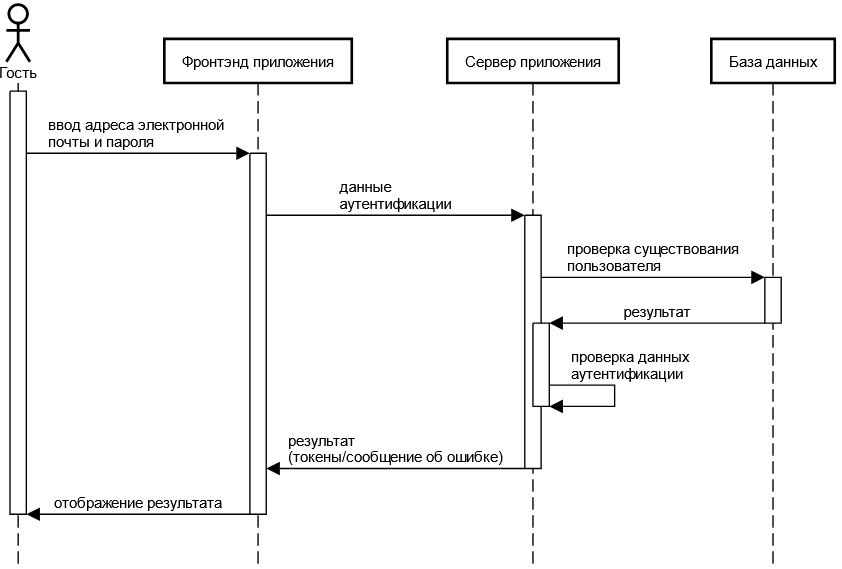 Гость
Фронтэнд приложения
Сервер приложения
База данных
ввод адреса электронной
почты и пароля
данные
аутентификации
проверка существования
пользователя
результат
проверка данных
аутентификации
результат
(токены/сообщение об ошибке)
отображение результата